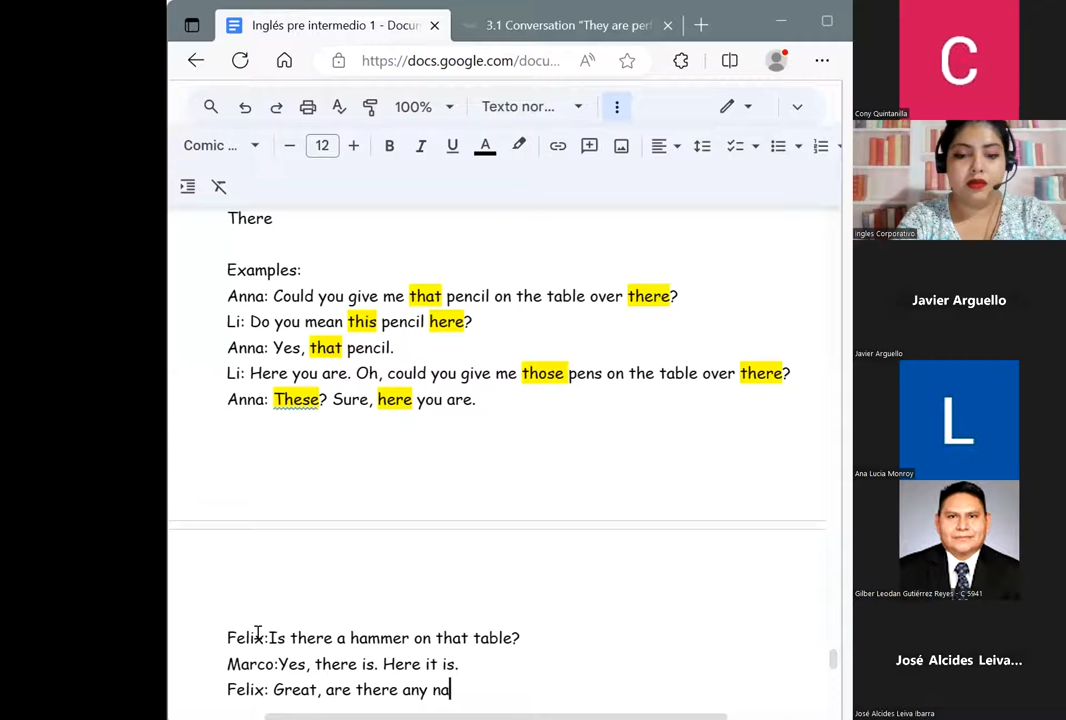 Inglés pre intermedio 1 - Docum
3.1 Conversation "They are perf
https://docs.google.com/docu...
100%
Texto nor...
Comic ...
12
B I U A
There
Examples:
Anna: Could you give me that pencil on the table over there?
Li: Do you mean this pencil here?
Anna: Yes, that pencil.
Li: Here you are. Oh, could you give me those pens on the table over there?
Anna: These? Sure, here you are.
Felix:Is there a hammer on that table?
Marco:Yes, there is. Here it is.
Felix: Great, are there any na
C
Cony Quintanilla
Ingles Corporativo
Javier Arguello
Javier Arguello
L
Ana Lucia Monroy
Gilber Leodan Gutiérrez Reyes - C 5941
José Alcides Leiva...
José Alcides Leiva Ibarra